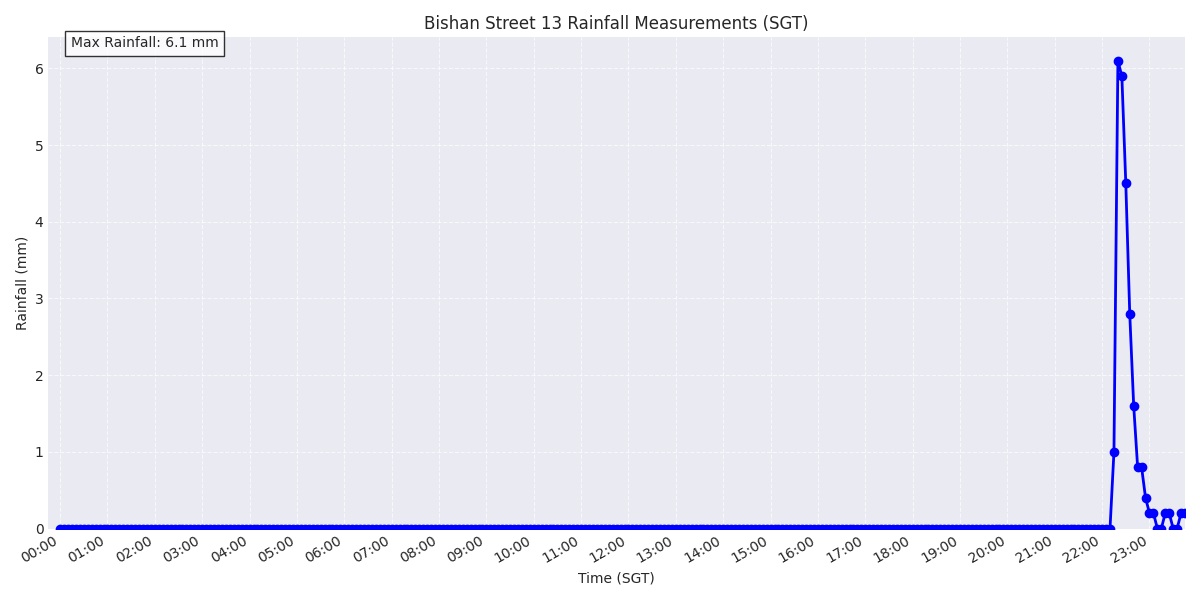 Bishan Street 13 Rainfall Measurements (SGT)
Max Rainfall: 6.1 mm
Rainfall (mm)
6
5
4
3
2
1
0
00:00 01:00 02:00 03:00 04:00 05:00 06:00 07:00 08:00 09:00 10:00 11:00 12:00 13:00 14:00 15:00 16:00 17:00 18:00 19:00 20:00 21:00 22:00 23:00
Time (SGT)